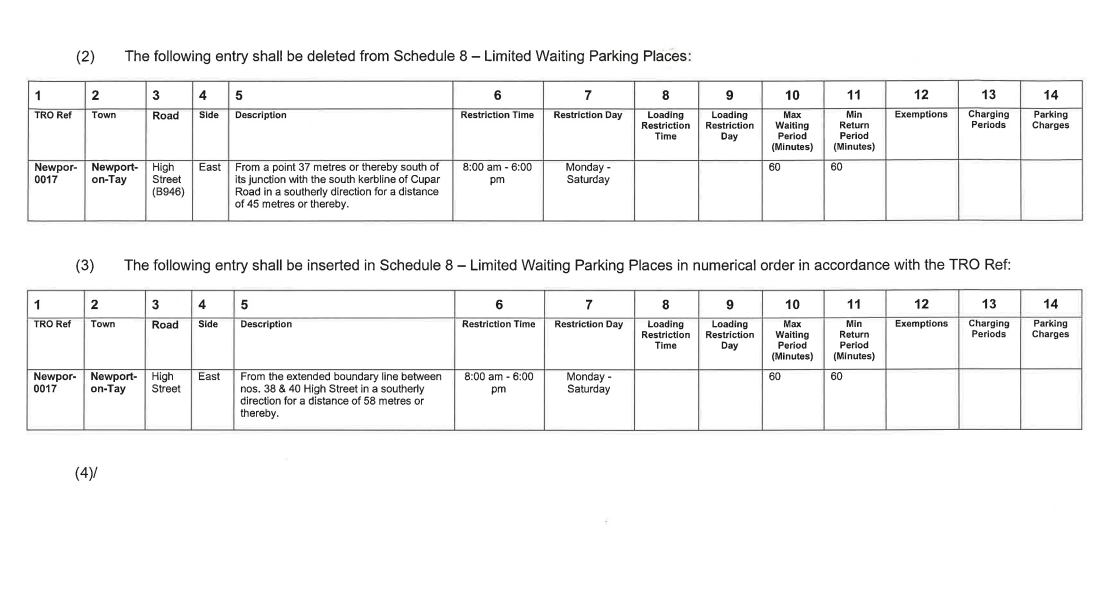 (2) The following entry shall be deleted from Schedule 8 – Limited Waiting Parking Places:
1 2 3 4 5 6 7 8 9 10 11 12 13 14
TRO Ref Town Road Side Description Restriction Time Restriction Day Loading Restriction Time Loading Restriction Day Max Waiting Period (Minutes) Min Return Period (Minutes) Exemptions Charging Periods Parking Charges
Newpor-0017 Newport-on-Tay High Street (B946) East From a point 37 metres or thereby south of its junction with the south kerbline of Cupar Road in a southerly direction for a distance of 45 metres or thereby. 8:00 am - 6:00 pm Monday - Saturday 60 60
(3) The following entry shall be inserted in Schedule 8 – Limited Waiting Parking Places in numerical order in accordance with the TRO Ref:
1 2 3 4 5 6 7 8 9 10 11 12 13 14
TRO Ref Town Road Side Description Restriction Time Restriction Day Loading Restriction Time Loading Restriction Day Max Waiting Period (Minutes) Min Return Period (Minutes) Exemptions Charging Periods Parking Charges
Newpor-0017 Newport-on-Tay High Street East From the extended boundary line between nos. 38 & 40 High Street in a southerly direction for a distance of 58 metres or thereby. 8:00 am - 6:00 pm Monday - Saturday 60 60
(4)/